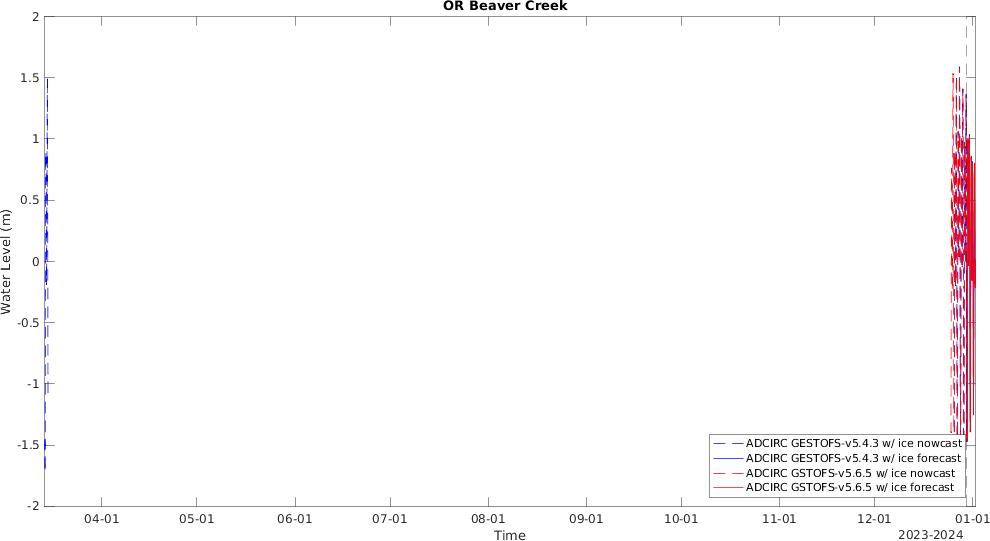 OR Beaver Creek
2
1.5
1
0.5
0
-0.5
-1
-1.5
-2
Water Level (m)
04-01 05-01 06-01 07-01 08-01 09-01 10-01 11-01 12-01 01-01
Time
2023-2024
ADCIRC GESTOFS-v5.4.3 w/ ice nowcast
ADCIRC GESTOFS-v5.4.3 w/ ice forecast
ADCIRC GSTOFS-v5.6.5 w/ ice nowcast
ADCIRC GSTOFS-v5.6.5 w/ ice forecast